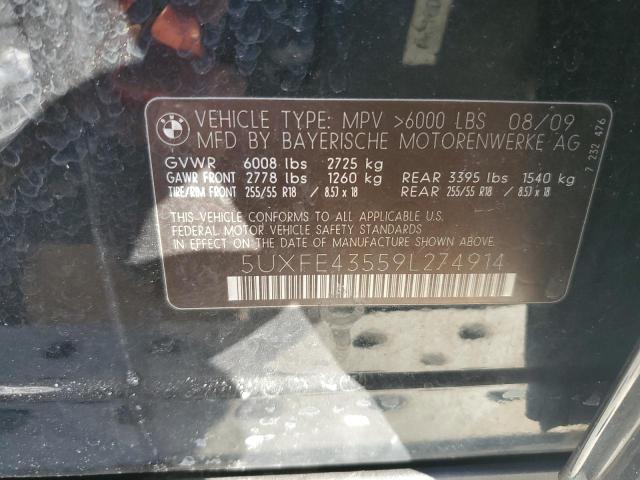 BMW
VEHICLE TYPE: MPV >6000 LBS 08/09
MFD BY BAYERISCHE MOTORENWERKE AG
GVWR 6008 lbs 2725 kg
GAWR FRONT 2778 lbs 1260 kg REAR 3395 lbs 1540 kg
TIRE/RIM FRONT 255/55 R18 / 8.5J x 18 REAR 255/55 R18 / 8.5J x 18
THIS VEHICLE CONFORMS TO ALL APPLICABLE U.S.
FEDERAL MOTOR VEHICLE SAFETY STANDARDS
IN EFFECT ON THE DATE OF MANUFACTURE SHOWN ABOVE.
5UXFE43559L274914
7 232 476